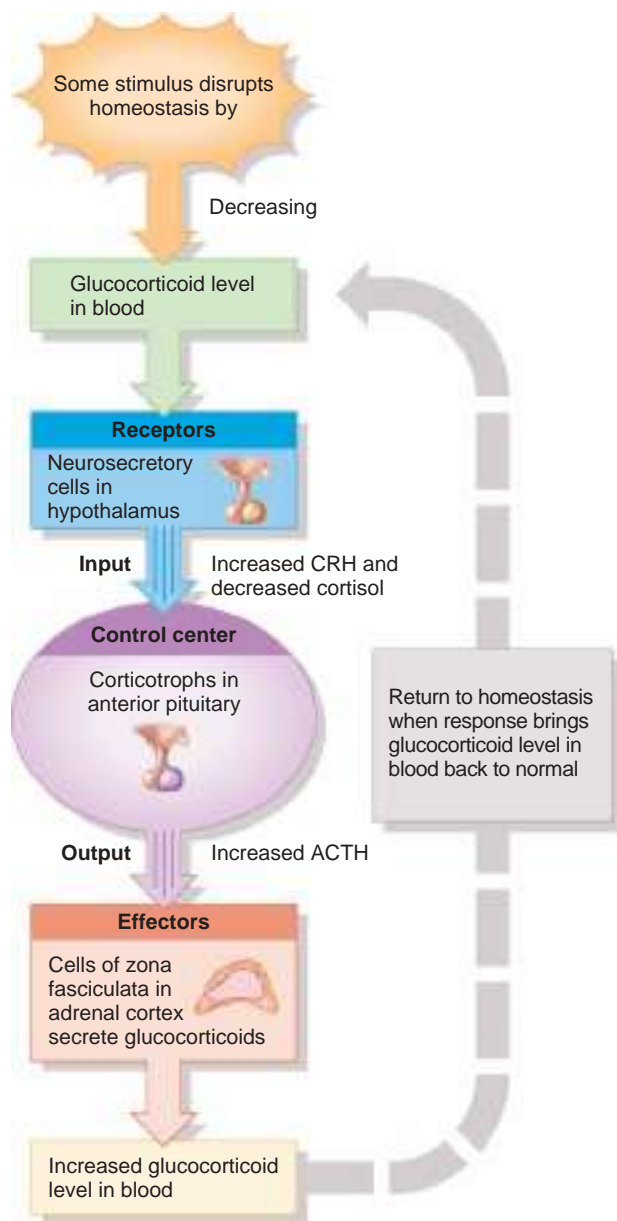 Some stimulus disrupts
homeostasis by
Decreasing
Glucocorticoid level
in blood
Receptors
Neurosecretory
cells in
hypothalamus
Input
Increased CRH and
decreased cortisol
Control center
Corticotrophs in
anterior pituitary
Output
Increased ACTH
Effectors
Cells of zona
fasciculata in
adrenal cortex
secrete glucocorticoids
Increased glucocorticoid
level in blood
Return to homeostasis
when response brings
glucocorticoid level in
blood back to normal